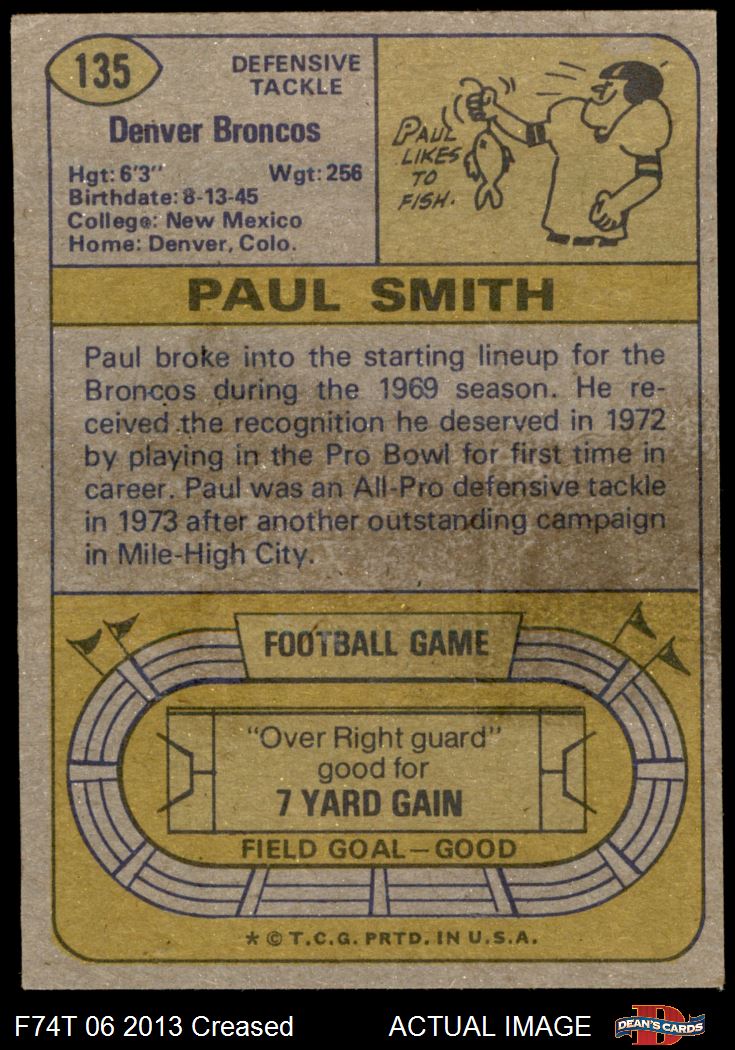 135
DEFENSIVE
TACKLE
Denver Broncos
Hgt: 6'3" Wgt: 256
Birthdate: 8-13-45
College: New Mexico
Home: Denver, Colo.
PAUL
LIKES
TO
FISH.
PAUL SMITH
Paul broke into the starting lineup for the
Broncos during the 1969 season. He re-
ceived the recognition he deserved in 1972
by playing in the Pro Bowl for first time in
career. Paul was an All-Pro defensive tackle
in 1973 after another outstanding campaign
in Mile-High City.
FOOTBALL GAME
"Over Right guard"
good for
7 YARD GAIN
FIELD GOAL—GOOD
* © T.C.G. PRTD. IN U.S.A.
F74T 06 2013 Creased ACTUAL IMAGE
D
DEAN'S CARDS